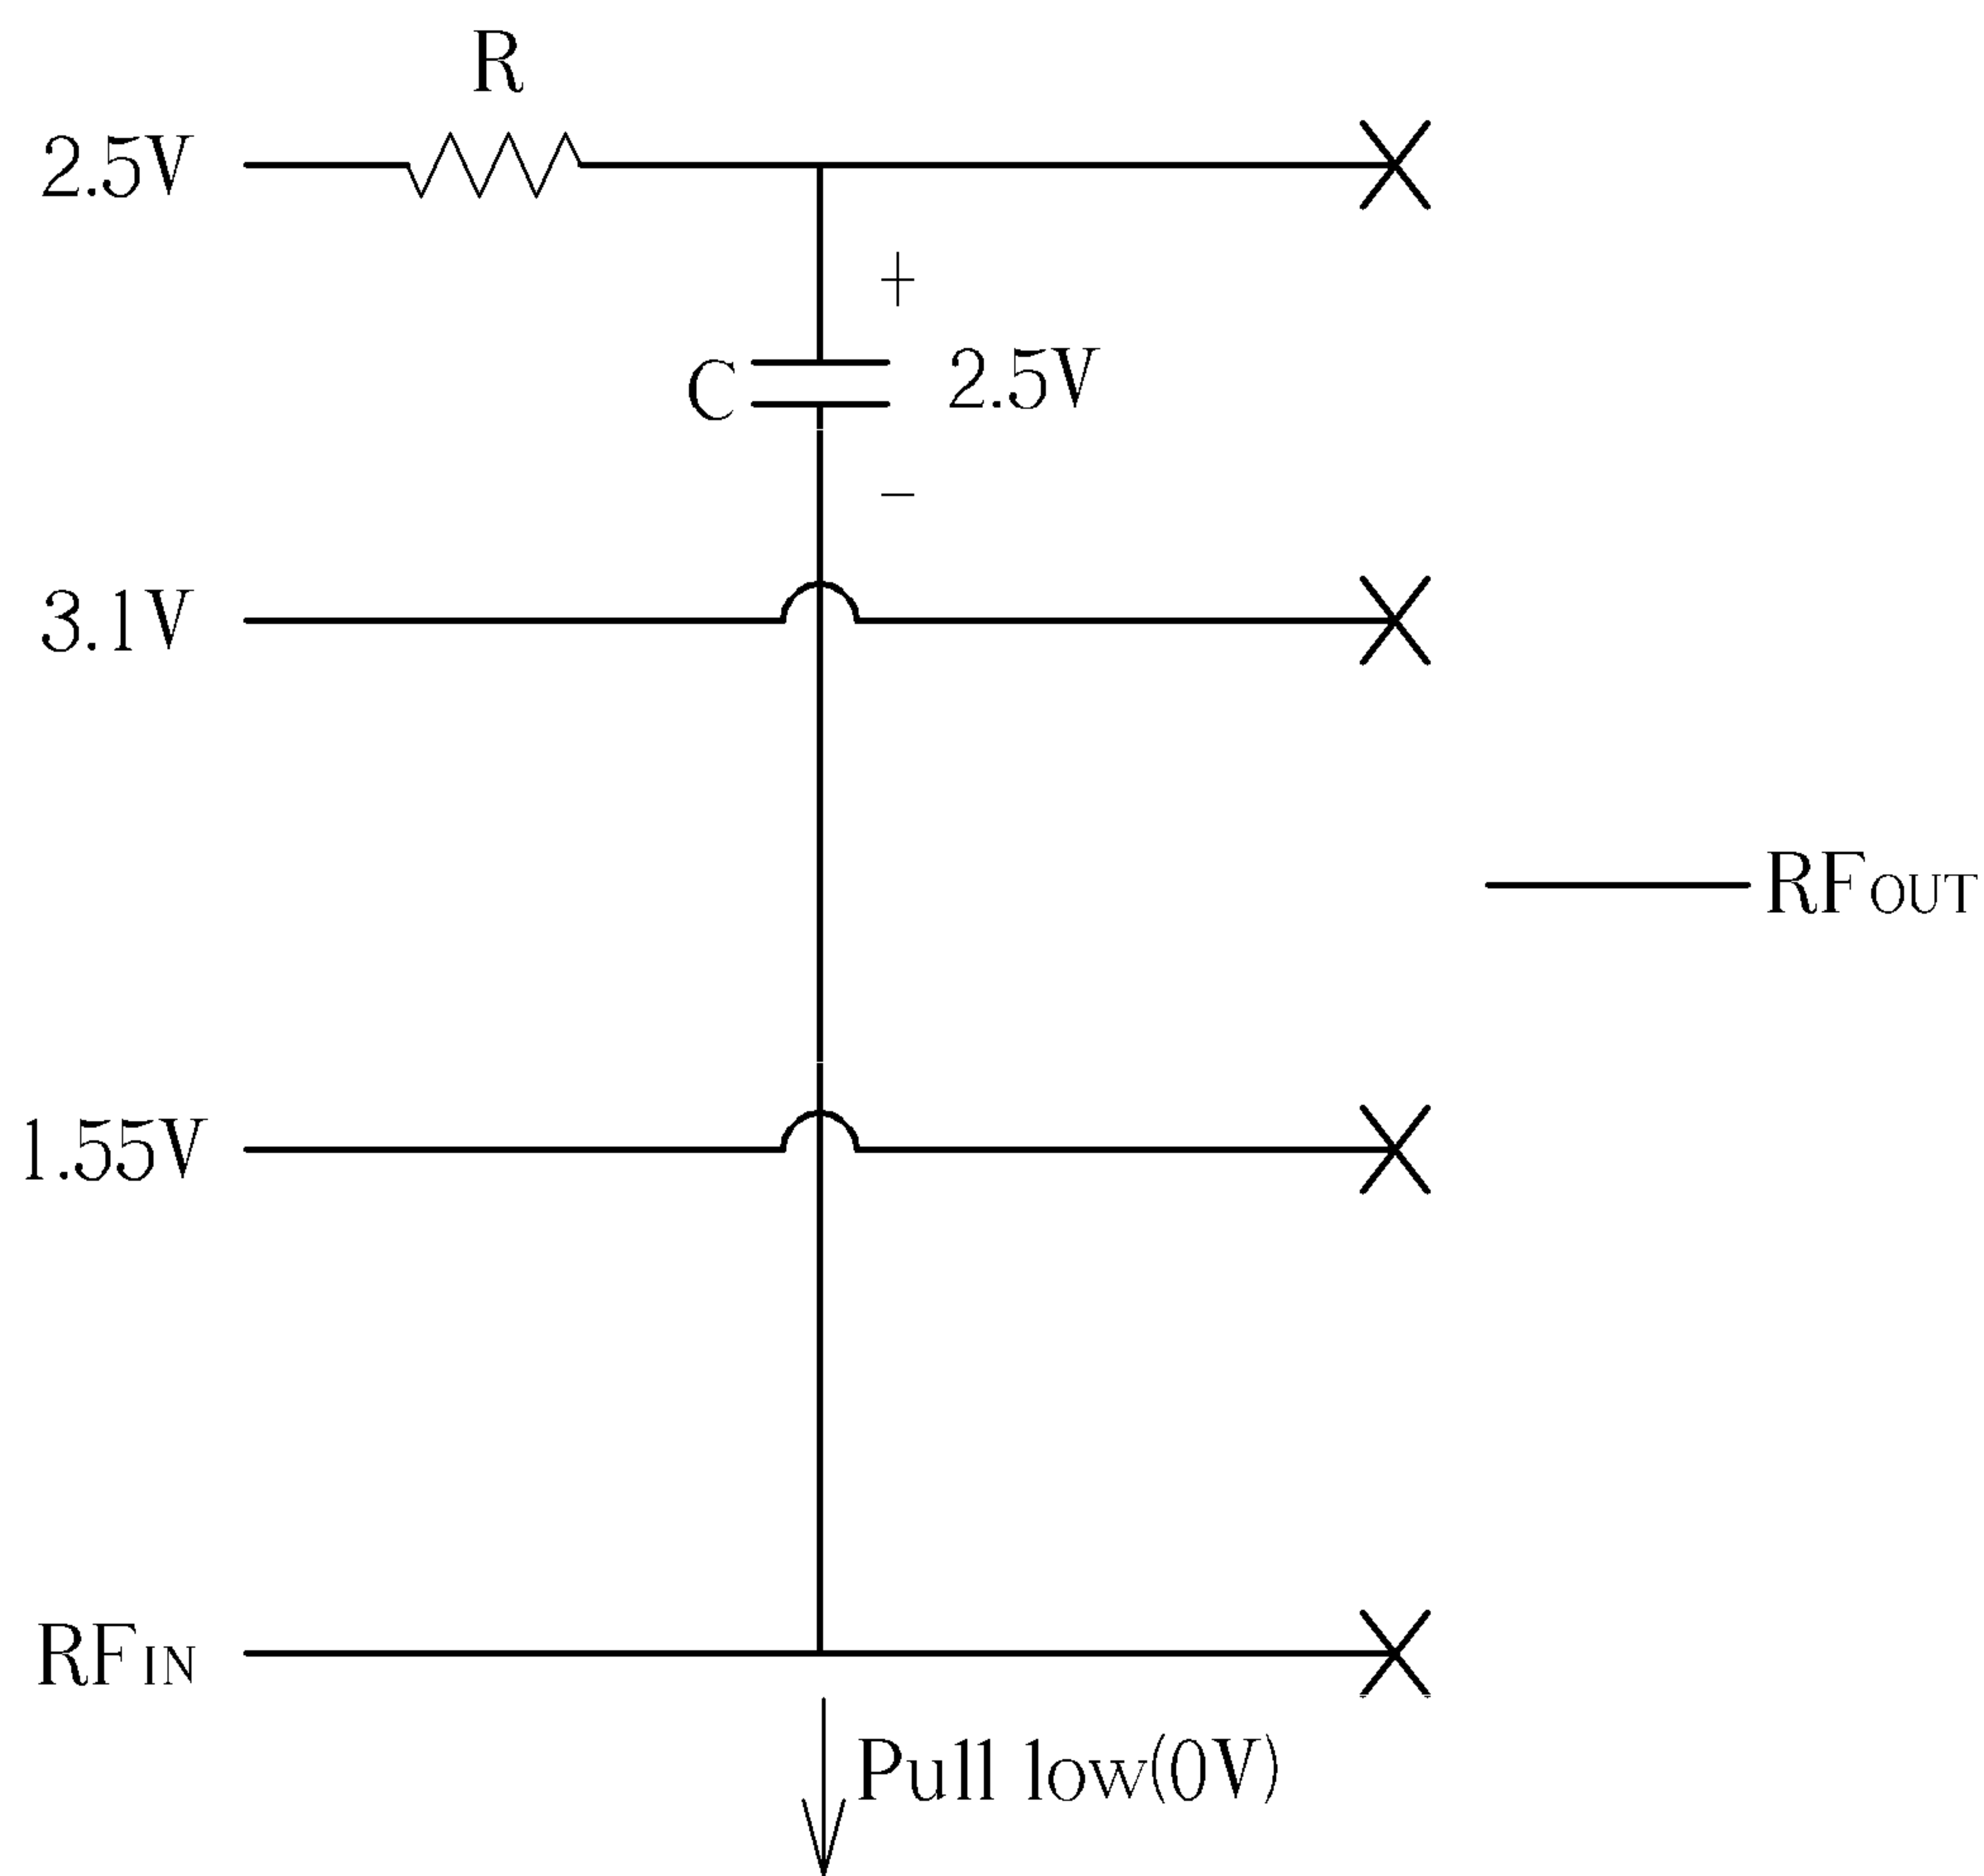 R
2.5V
+
C
2.5V
−
3.1V
RFOUT
1.55V
RFIN
Pull low(0V)